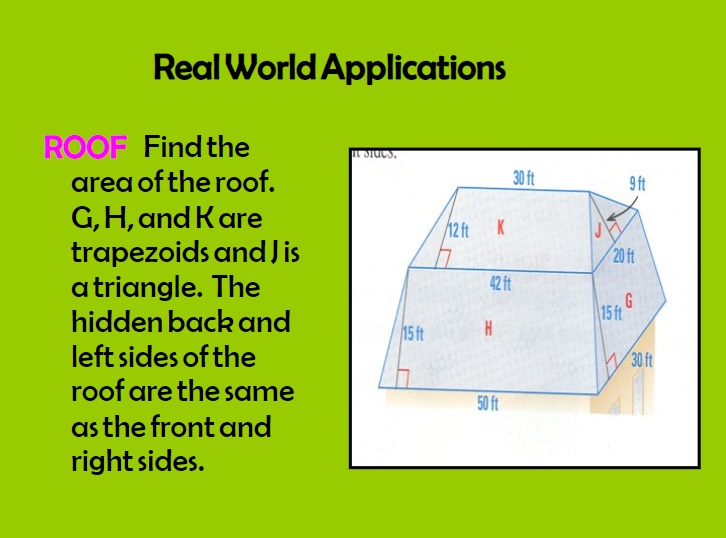 Real World Applications
ROOF Find the
area of the roof.
G, H, and K are
trapezoids and J is
a triangle. The
hidden back and
left sides of the
roof are the same
as the front and
right sides.
30 ft
9 ft
12 ft
K
J
20 ft
42 ft
G
15 ft
H
15 ft
30 ft
50 ft